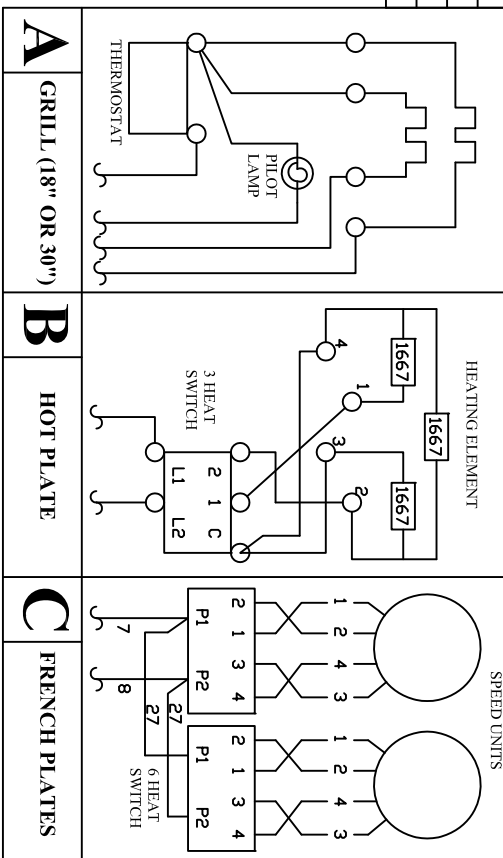 A
GRILL (18" OR 30")
THERMOSTAT
PILOT
LAMP
B
HOT PLATE
HEATING ELEMENT
1667
1667
1667
4
1
3
2
3 HEAT
SWITCH
2 1 C
L1 L2
C
FRENCH PLATES
SPEED UNITS
1 2 4 3
1 2 4 3
2 1 3 4
P1 P2
2 1 3 4
P1 P2
7
8
27
27
6 HEAT
SWITCH